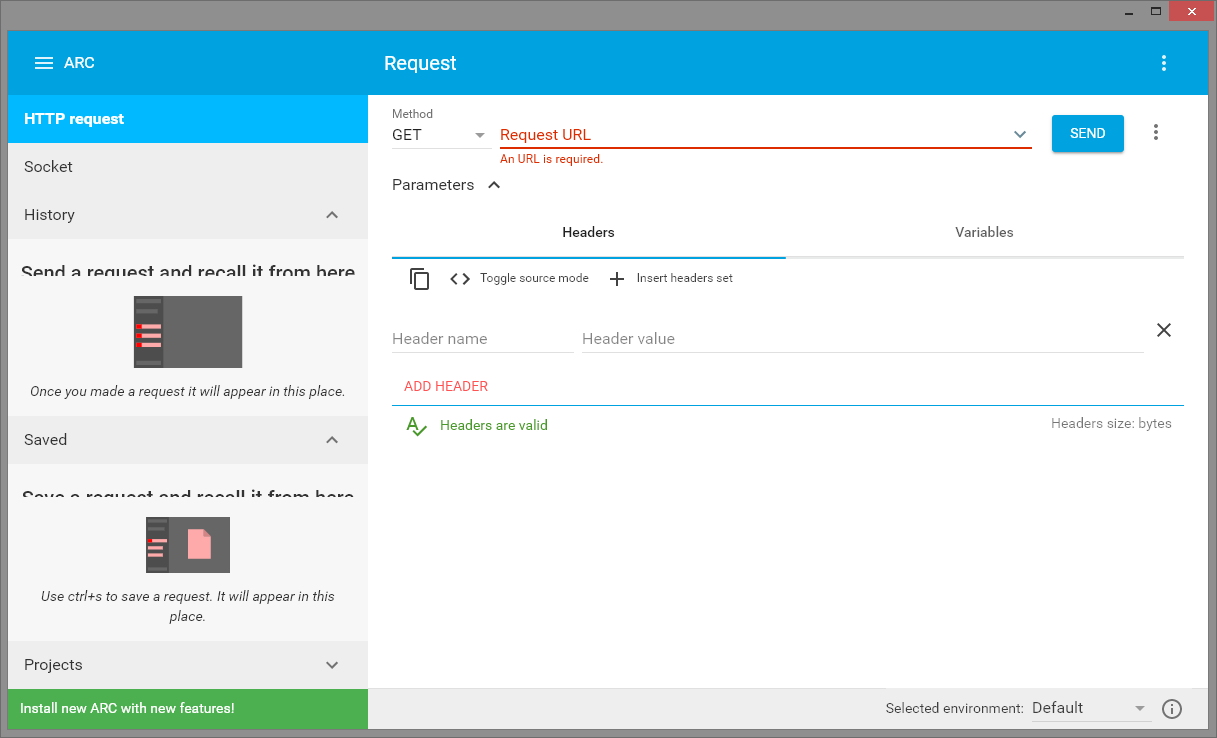 ARC
Request
HTTP request
Socket
History
Send a request and recall it from here
Once you made a request it will appear in this place.
Saved
Save a request and recall it from here
Use ctrl+s to save a request. It will appear in this
place.
Projects
Install new ARC with new features!
Method
GET
Request URL
SEND
An URL is required.
Parameters
Headers
Variables
Toggle source mode
Insert headers set
Header name
Header value
ADD HEADER
Headers are valid
Headers size: bytes
Selected environment:
Default